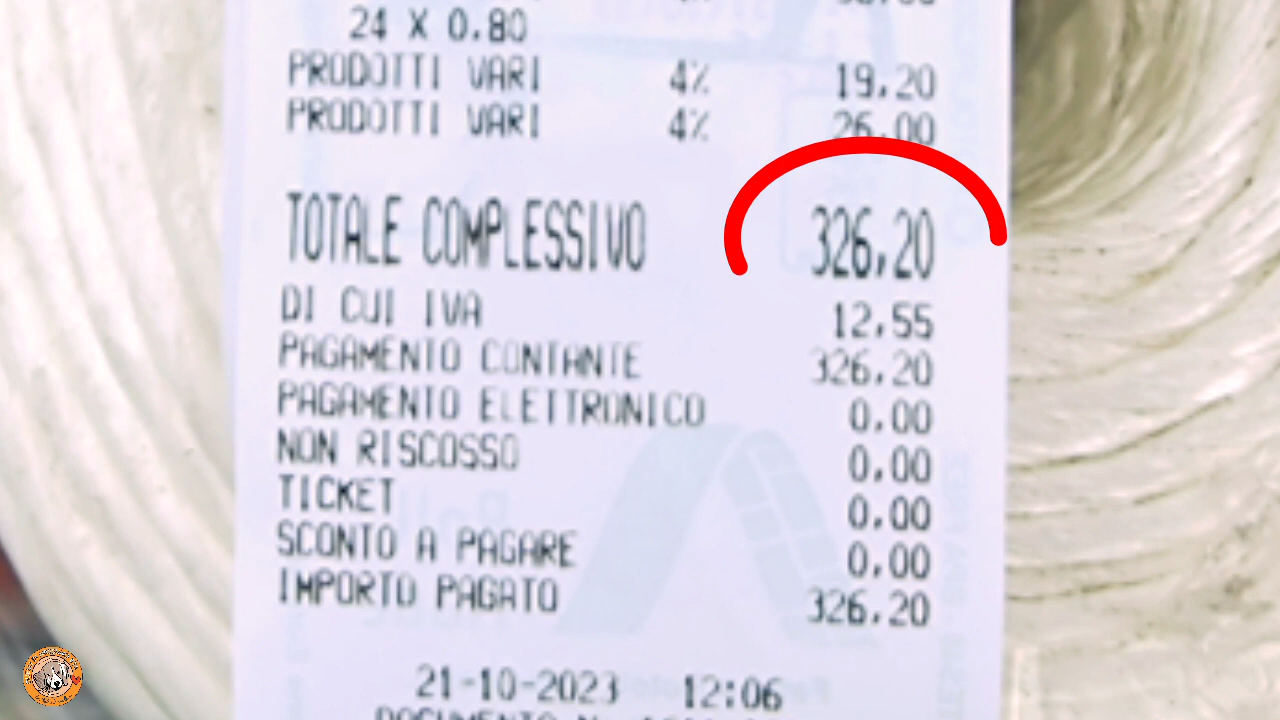 24 X 0.80
PRODOTTI VARI 4% 19,20
PRODOTTI VARI 4% 26,00
TOTALE COMPLESSIVO 326,20
DI CUI IVA 12,55
PAGAMENTO CONTANTE 326,20
PAGAMENTO ELETTRONICO 0,00
NON RISCOSSO 0,00
TICKET 0,00
SCONTO A PAGARE 0,00
IMPORTO PAGATO 326,20
21-10-2023 12:06